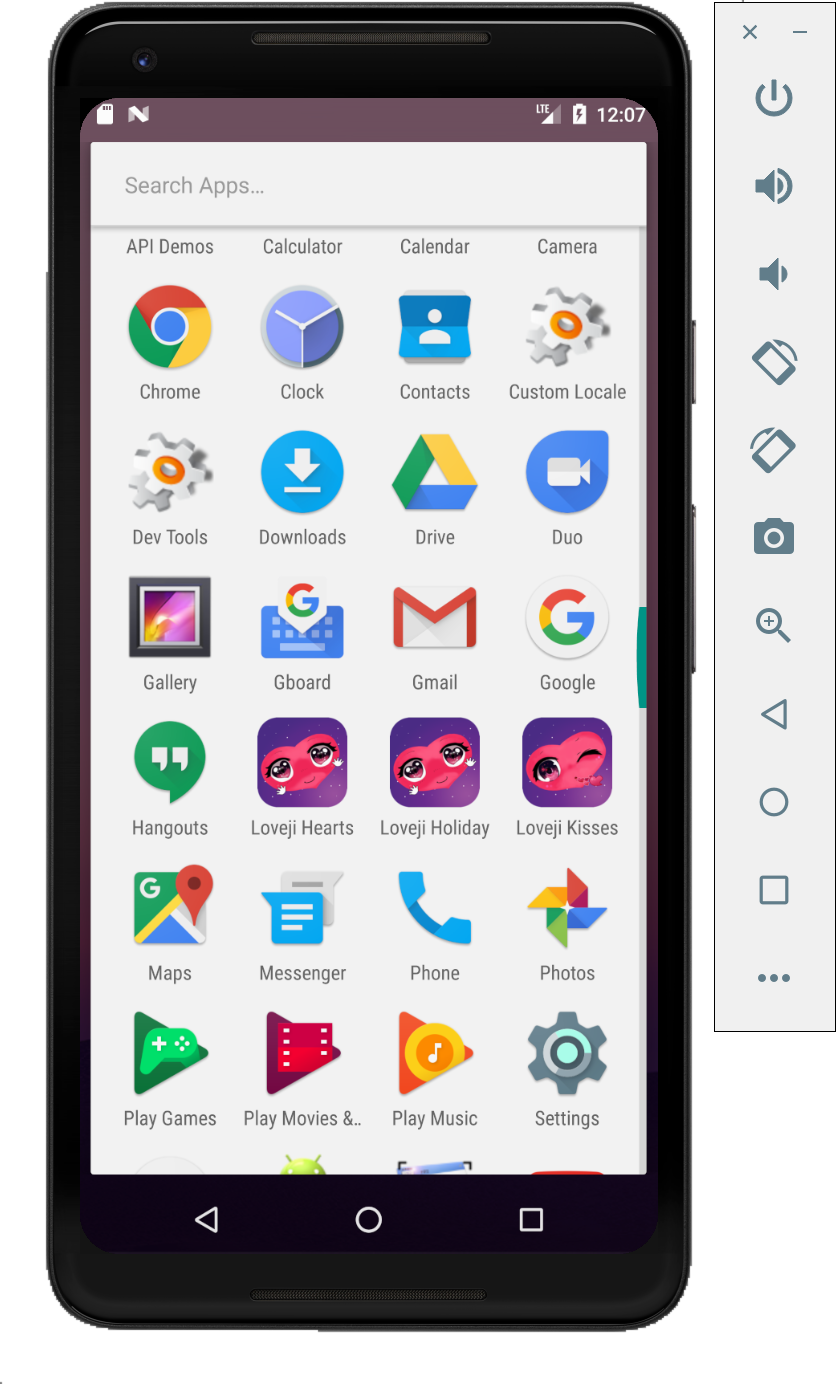 LTE 12:07
Search Apps...
API Demos Calculator Calendar Camera
Chrome Clock Contacts Custom Locale
Dev Tools Downloads Drive Duo
Gallery Gboard Gmail Google
Hangouts Loveji Hearts Loveji Holiday Loveji Kisses
Maps Messenger Phone Photos
Play Games Play Movies &.. Play Music Settings